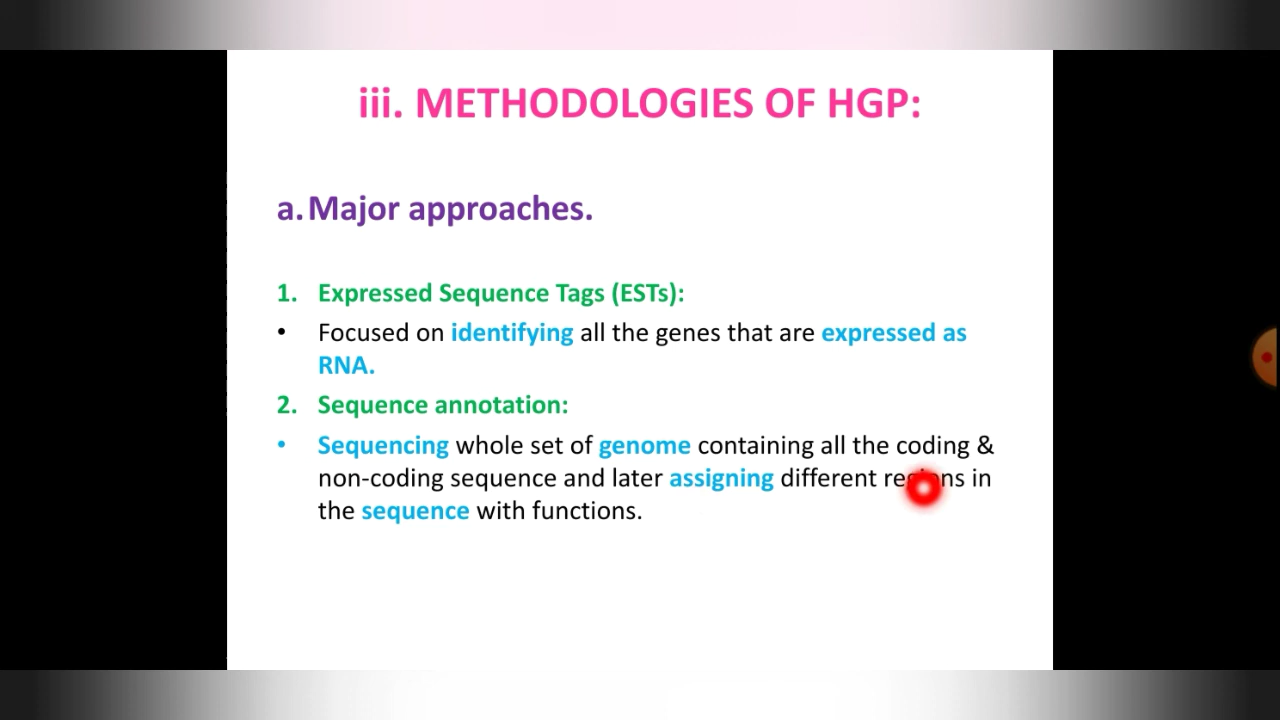 iii. METHODOLOGIES OF HGP:
a. Major approaches.
1. Expressed Sequence Tags (ESTs):
• Focused on identifying all the genes that are expressed as
RNA.
2. Sequence annotation:
• Sequencing whole set of genome containing all the coding &
non-coding sequence and later assigning different regions in
the sequence with functions.